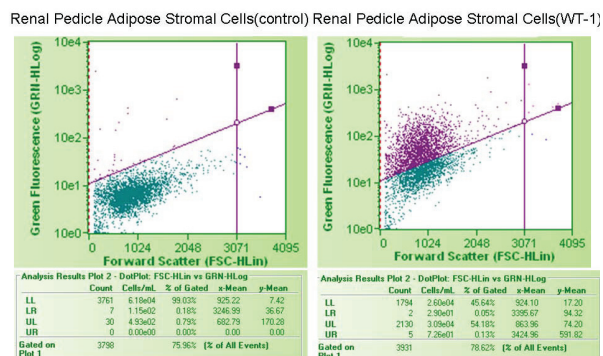 Renal Pedicle Adipose Stromal Cells(control)
Green Fluorescence (GRN-HLog)
10e4
10e3
10e2
10e1
10e0
0 1024 2048 3071 4095
Forward Scatter (FSC-HLin)
Analysis Results Plot 2 - DotPlot: FSC-HLin vs GRN-HLog
Count Cells/mL % of Gated x-Mean y-Mean
LL 3761 6.18e04 99.03% 925.22 7.42
LR 7 1.15e02 0.18% 3246.99 36.67
UL 30 4.93e02 0.79% 682.79 170.28
UR 0 0.00e00 0.00% 0.00 0.00
Gated on 3798 75.96% (% of All Events)
Plot 1
Renal Pedicle Adipose Stromal Cells(WT-1)
Green Fluorescence (GRN-HLog)
10e4
10e3
10e2
10e1
10e0
0 1024 2048 3071 4095
Forward Scatter (FSC-HLin)
Analysis Results Plot 2 - DotPlot: FSC-HLin vs GRN-HLog
Count Cells/mL % of Gated x-Mean y-Mean
LL 1794 2.60e04 45.64% 924.10 17.20
LR 2 2.90e01 0.05% 3395.67 94.32
UL 2130 3.09e04 54.18% 863.96 74.20
UR 5 7.26e01 0.13% 3424.96 591.82
Gated on 3931 78.62% (% of All Events)
Plot 1